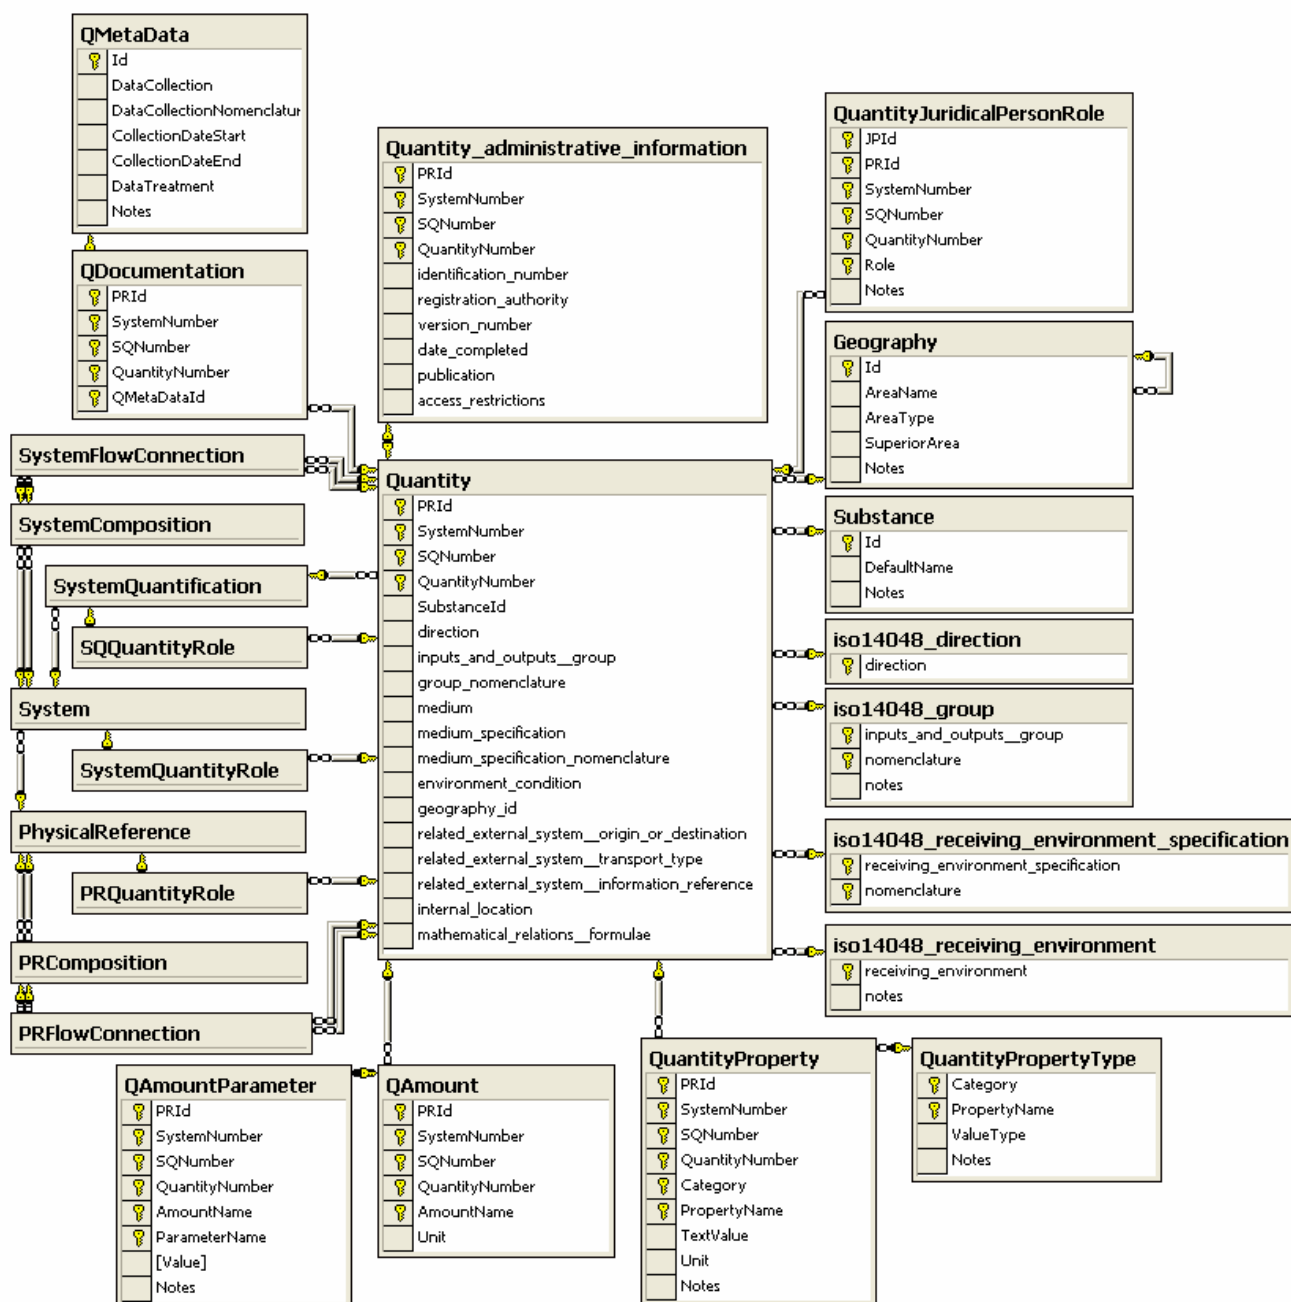 QMetaData
Id
DataCollection
DataCollectionNomenclatur
CollectionDateStart
CollectionDateEnd
DataTreatment
Notes
QDocumentation
PRId
SystemNumber
SQNumber
QuantityNumber
QMetaDataId
SystemFlowConnection
SystemComposition
SystemQuantification
SQQuantityRole
System
SystemQuantityRole
PhysicalReference
PRQuantityRole
PRComposition
PRFlowConnection
Quantity_administrative_information
PRId
SystemNumber
SQNumber
QuantityNumber
identification_number
registration_authority
version_number
date_completed
publication
access_restrictions
Quantity
PRId
SystemNumber
SQNumber
QuantityNumber
SubstanceId
direction
inputs_and_outputs__group
group_nomenclature
medium
medium_specification
medium_specification_nomenclature
environment_condition
geography_id
related_external_system__origin_or_destination
related_external_system__transport_type
related_external_system__information_reference
internal_location
mathematical_relations__formulae
QuantityJuridicalPersonRole
JPId
PRId
SystemNumber
SQNumber
QuantityNumber
Role
Notes
Geography
Id
AreaName
AreaType
SuperiorArea
Notes
Substance
Id
DefaultName
Notes
iso14048_direction
direction
iso14048_group
inputs_and_outputs__group
nomenclature
notes
iso14048_receiving_environment_specification
receiving_environment_specification
nomenclature
iso14048_receiving_environment
receiving_environment
notes
QAmountParameter
PRId
SystemNumber
SQNumber
QuantityNumber
AmountName
ParameterName
[Value]
Notes
QAmount
PRId
SystemNumber
SQNumber
QuantityNumber
AmountName
Unit
QuantityProperty
PRId
SystemNumber
SQNumber
QuantityNumber
Category
PropertyName
TextValue
Unit
Notes
QuantityPropertyType
Category
PropertyName
ValueType
Notes